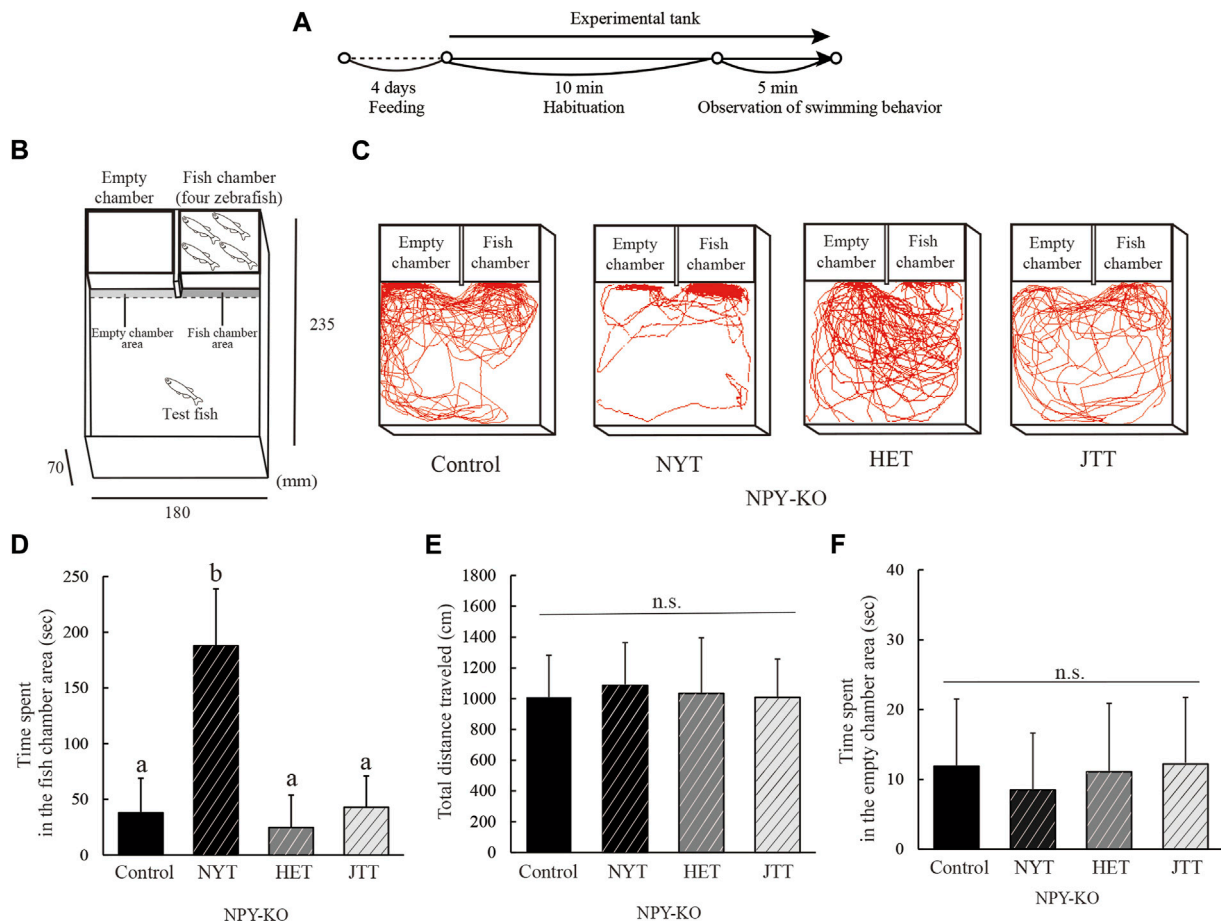 A
Experimental tank
4 days
Feeding
10 min
Habituation
5 min
Observation of swimming behavior
B
Empty
chamber
Fish chamber
(four zebrafish)
Empty chamber
area
Fish chamber
area
Test fish
235
70
(mm)
180
C
Empty
chamber
Fish
chamber
Control
Empty
chamber
Fish
chamber
NYT
Empty
chamber
Fish
chamber
HET
Empty
chamber
Fish
chamber
JTT
NPY-KO
D
Time spent
in the fish chamber area (sec)
250
200
150
100
50
0
a
b
a
a
Control
NYT
HET
JTT
NPY-KO
E
Total distance traveled (cm)
1800
1600
1400
1200
1000
800
600
400
200
0
n.s.
Control
NYT
HET
JTT
NPY-KO
F
Time spent
in the empty chamber area (sec)
40
30
20
10
0
n.s.
Control
NYT
HET
JTT
NPY-KO